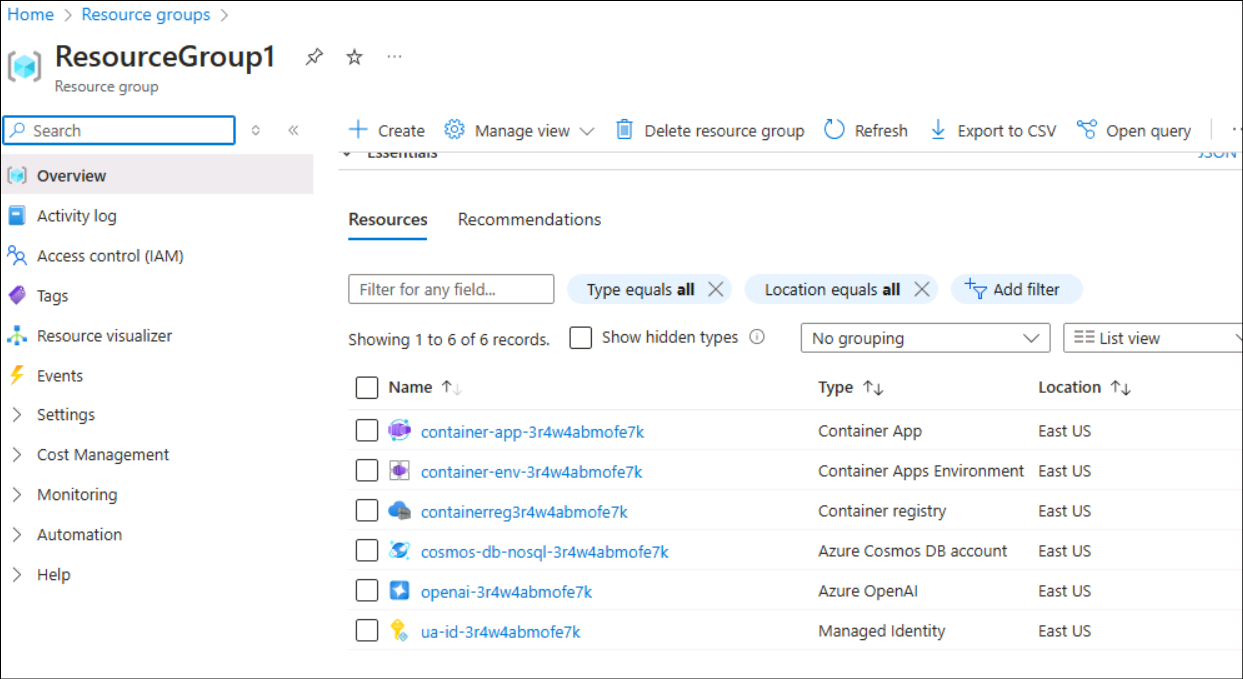 Home > Resource groups >
ResourceGroup1
Resource group
Search
Create Manage view Delete resource group Refresh Export to CSV Open query
Essentials JSON
Overview
Activity log
Access control (IAM)
Tags
Resource visualizer
Events
Settings
Cost Management
Monitoring
Automation
Help
Resources Recommendations
Filter for any field... Type equals all Location equals all Add filter
Showing 1 to 6 of 6 records. Show hidden types No grouping List view
Name Type Location
container-app-3r4w4abmofe7k Container App East US
container-env-3r4w4abmofe7k Container Apps Environment East US
containerreg3r4w4abmofe7k Container registry East US
cosmos-db-nosql-3r4w4abmofe7k Azure Cosmos DB account East US
openai-3r4w4abmofe7k Azure OpenAI East US
ua-id-3r4w4abmofe7k Managed Identity East US